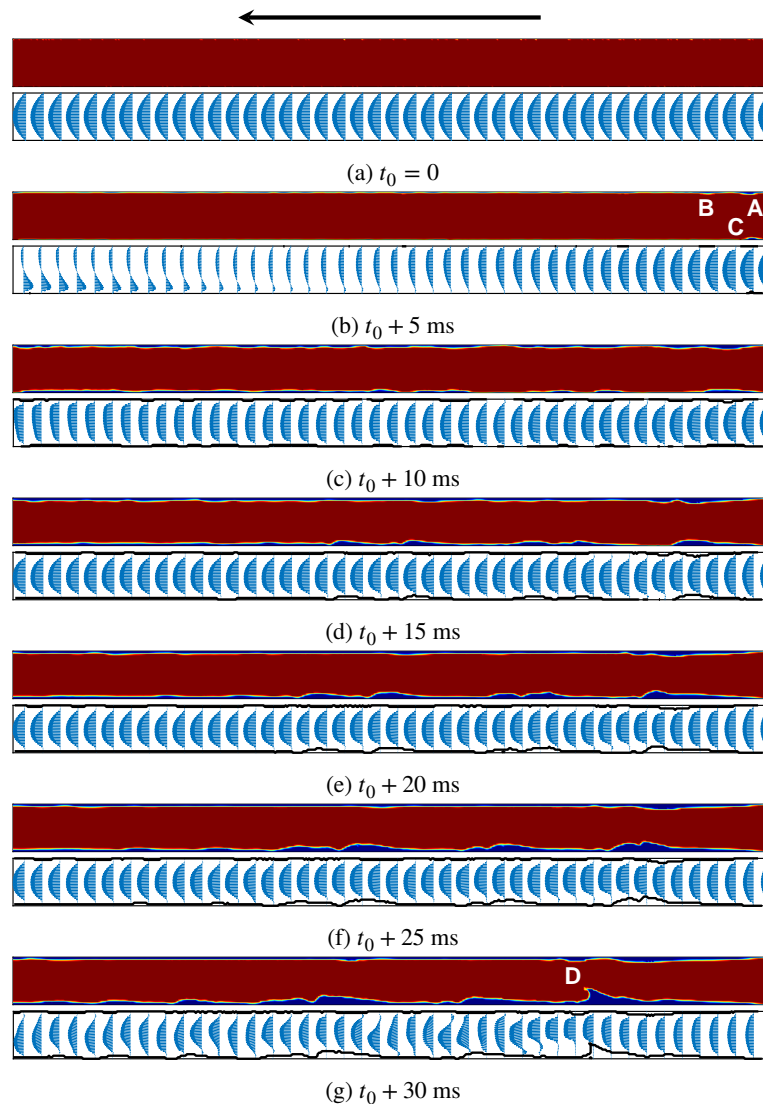 (a) t₀ = 0
B A
C
(b) t₀ + 5 ms
(c) t₀ + 10 ms
(d) t₀ + 15 ms
(e) t₀ + 20 ms
(f) t₀ + 25 ms
D
(g) t₀ + 30 ms